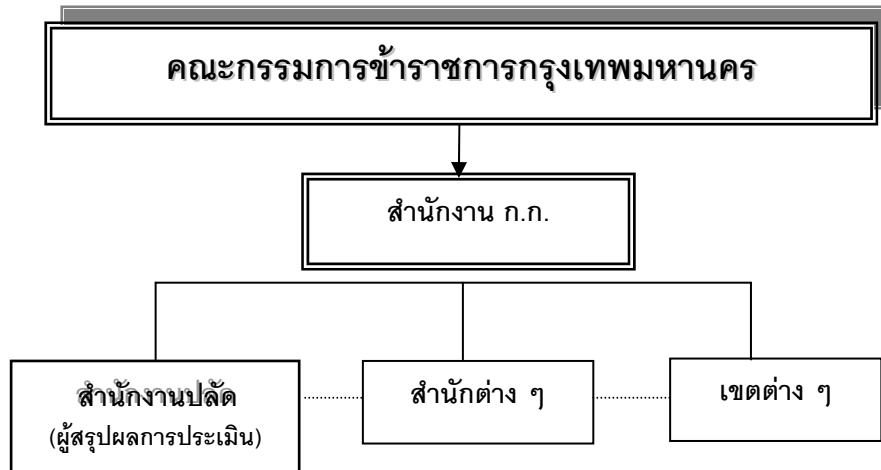 คณะกรรมการข้าราชการกรุงเทพมหานคร
สำนักงาน ก.ก.
สำนักงานปลัด
(ผู้สรุปผลการประเมิน)
สำนักต่าง ๆ
เขตต่าง ๆ